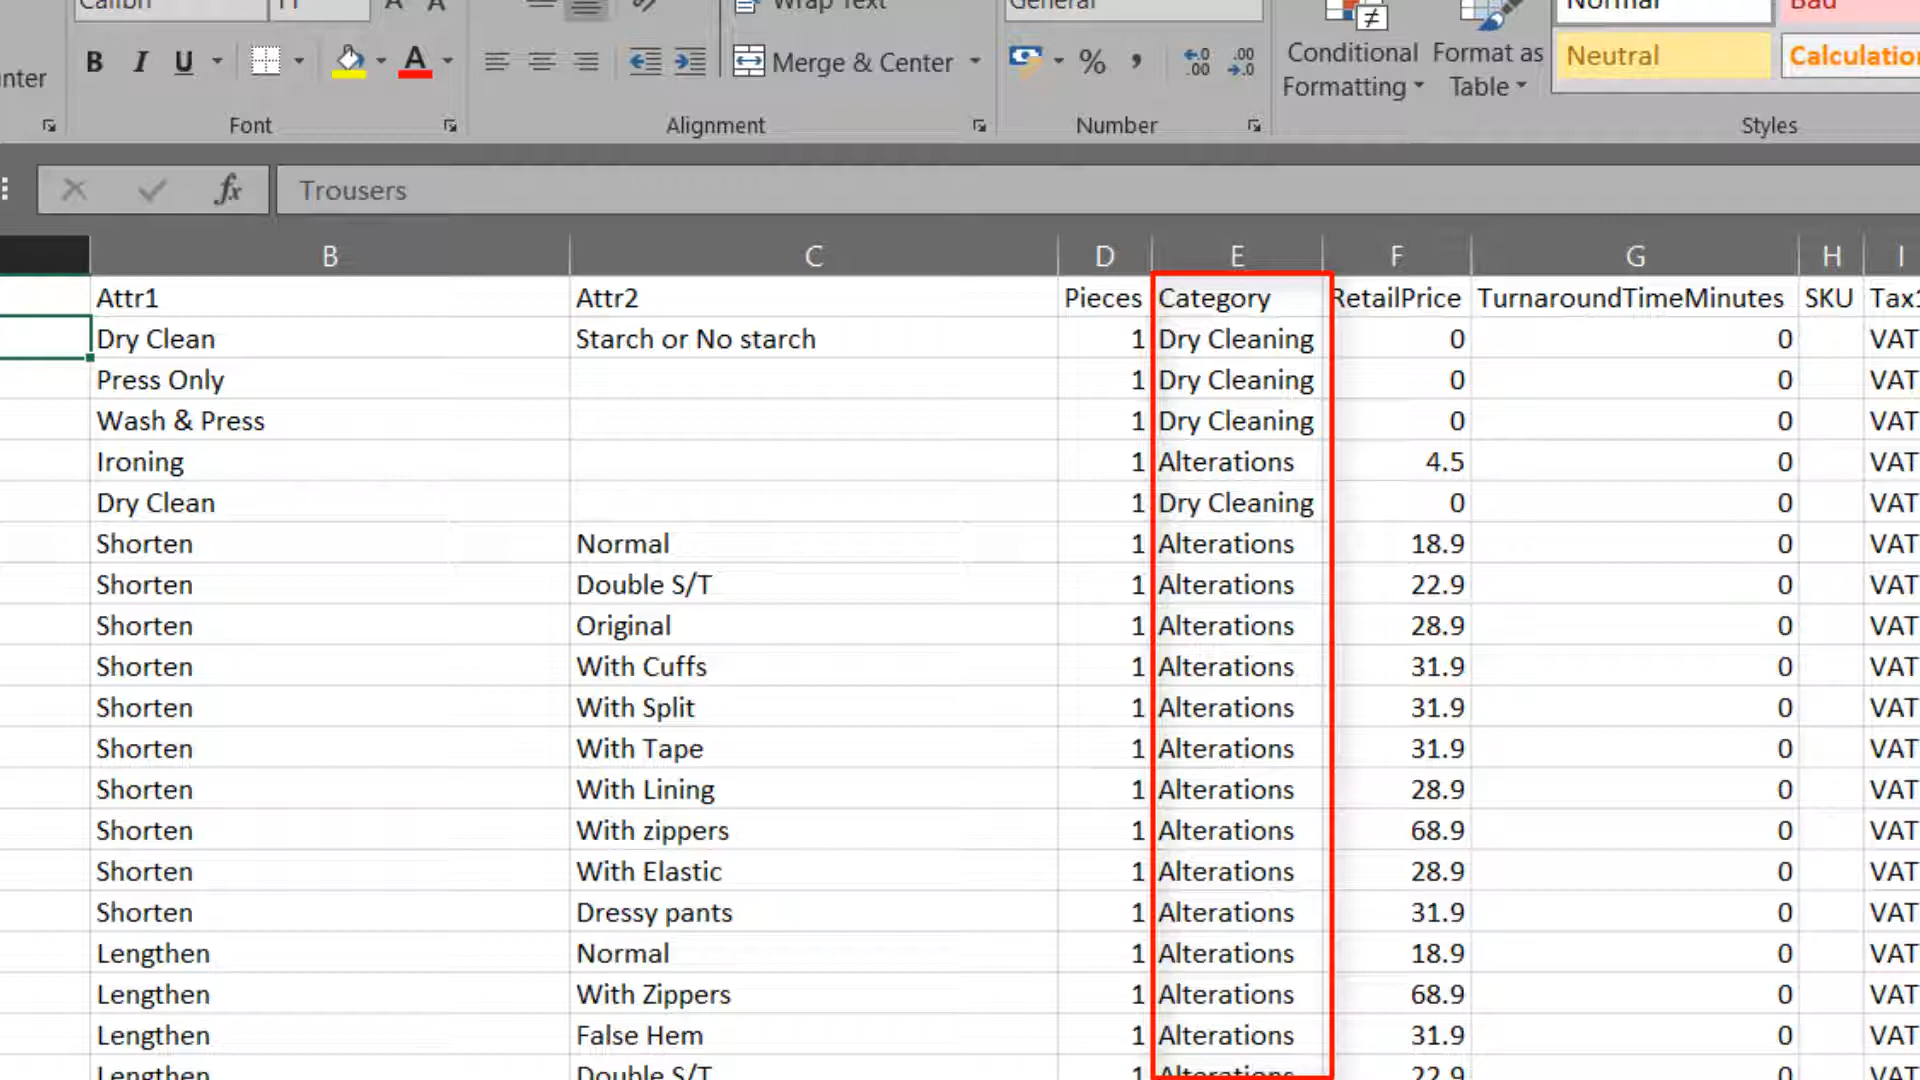 Calibri 11 A A Wrap Text General Normal Bad
B I U A Merge & Center % , .00 .00 Conditional Format as Neutral Calculation
nter Formatting Table
Font Alignment Number Styles
fx Trousers
B C D E F G H I
Attr1 Attr2 Pieces Category RetailPrice TurnaroundTimeMinutes SKU Tax1
Dry Clean Starch or No starch 1 Dry Cleaning 0 0 VAT
Press Only 1 Dry Cleaning 0 0 VAT
Wash & Press 1 Dry Cleaning 0 0 VAT
Ironing 1 Alterations 4.5 0 VAT
Dry Clean 1 Dry Cleaning 0 0 VAT
Shorten Normal 1 Alterations 18.9 0 VAT
Shorten Double S/T 1 Alterations 22.9 0 VAT
Shorten Original 1 Alterations 28.9 0 VAT
Shorten With Cuffs 1 Alterations 31.9 0 VAT
Shorten With Split 1 Alterations 31.9 0 VAT
Shorten With Tape 1 Alterations 31.9 0 VAT
Shorten With Lining 1 Alterations 28.9 0 VAT
Shorten With zippers 1 Alterations 68.9 0 VAT
Shorten With Elastic 1 Alterations 28.9 0 VAT
Shorten Dressy pants 1 Alterations 31.9 0 VAT
Lengthen Normal 1 Alterations 18.9 0 VAT
Lengthen With Zippers 1 Alterations 68.9 0 VAT
Lengthen False Hem 1 Alterations 31.9 0 VAT
Lengthen Double S/T 1 Alterations 22.9 0 VAT